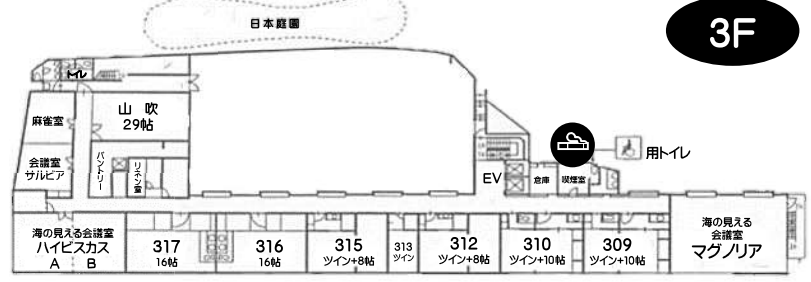 日本庭園
3F
トイレ
麻雀室
山 吹
29帖
会議室
サルビア
パントリー
リネン室
EV
倉庫
喫煙室
用トイレ
海の見える会議室
ハイビスカス
A B
317
16帖
316
16帖
315
ツイン+8帖
313
ツイン
312
ツイン+8帖
310
ツイン+10帖
309
ツイン+10帖
海の見える
会議室
マグノリア